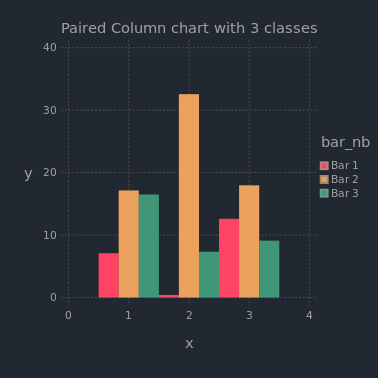 Paired Column chart with 3 classes
40
30
20
10
0
y
0 1 2 3 4
x
bar_nb
Bar 1
Bar 2
Bar 3